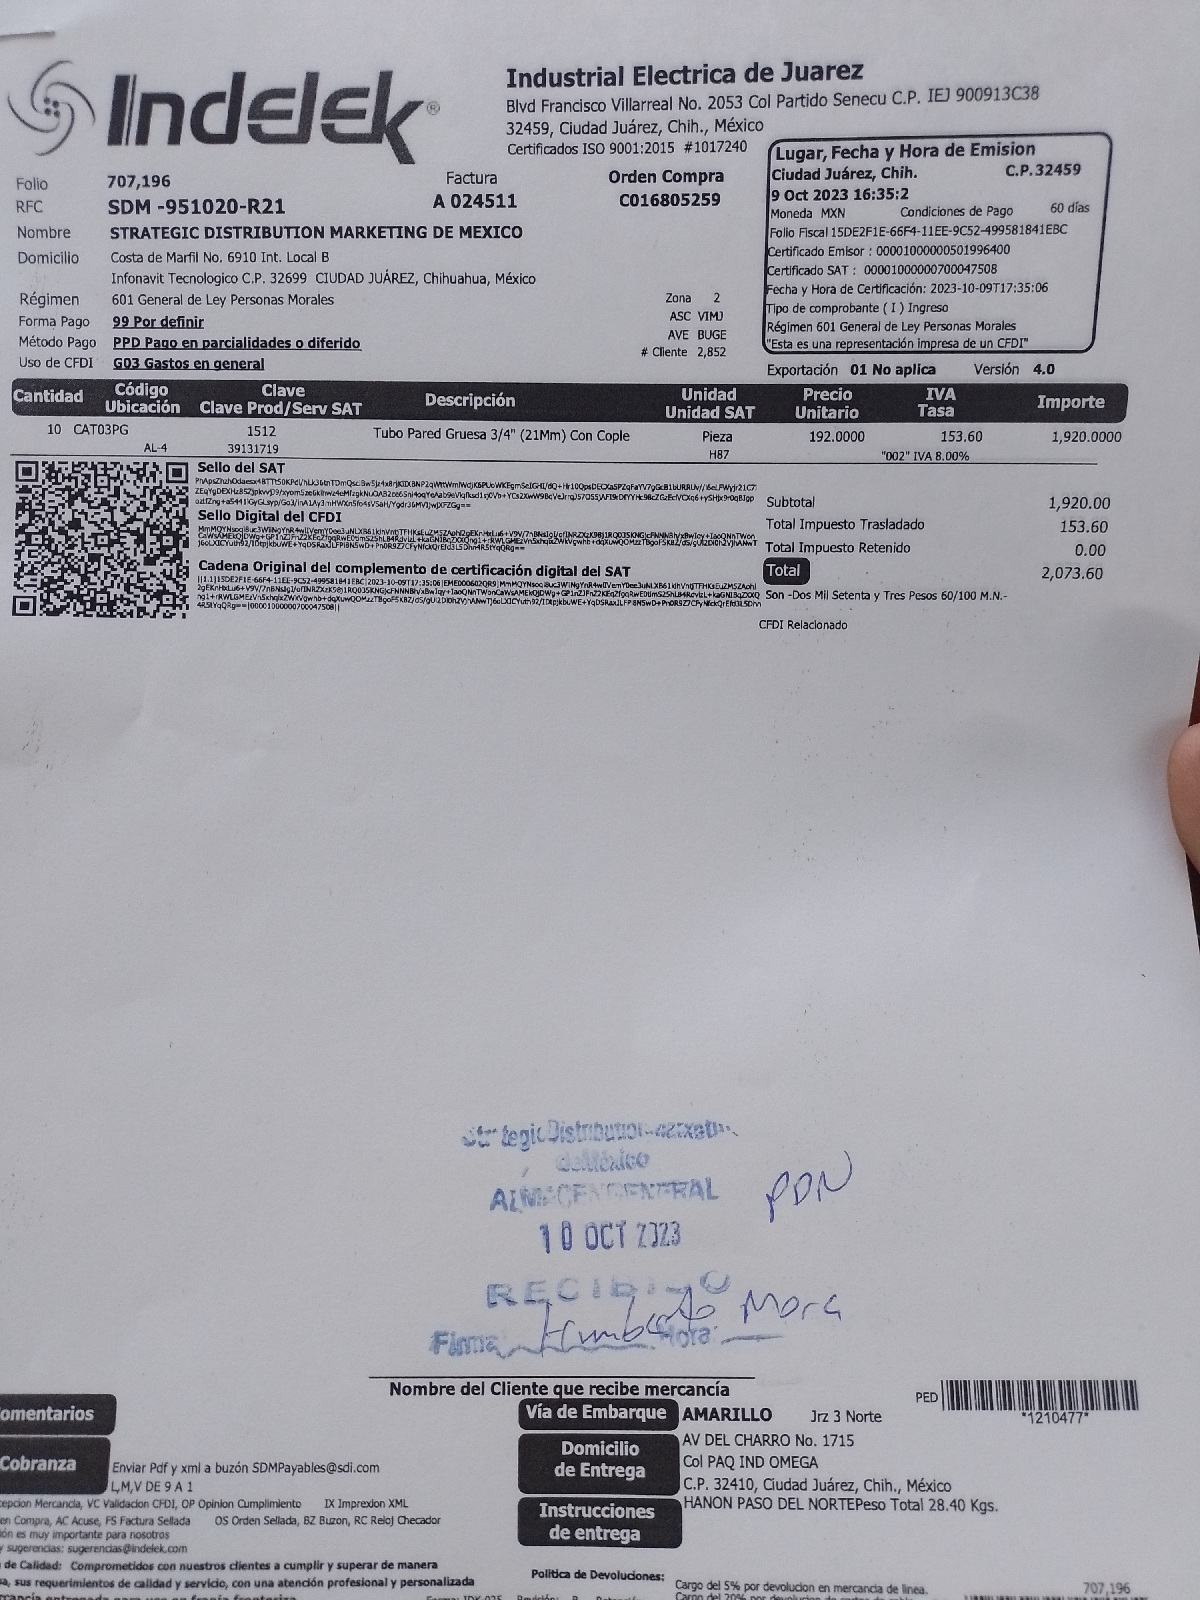 Indelek®
Industrial Electrica de Juarez
Blvd Francisco Villarreal No. 2053 Col Partido Senecu C.P. IEJ 900913C38
32459, Ciudad Juárez, Chih., México
Certificados ISO 9001:2015 #1017240
Folio 707,196 Factura Orden Compra
RFC SDM -951020-R21 A 024511 C016805259
Nombre STRATEGIC DISTRIBUTION MARKETING DE MEXICO
Domicilio Costa de Marfil No. 6910 Int. Local B
Infonavit Tecnologico C.P. 32699 CIUDAD JUÁREZ, Chihuahua, México
Régimen 601 General de Ley Personas Morales
Forma Pago 99 Por definir
Método Pago PPD Pago en parcialidades o diferido
Uso de CFDI G03 Gastos en general
Zona 2
ASC VIMJ
AVE BUGE
# Cliente 2,852
Lugar, Fecha y Hora de Emision
Ciudad Juárez, Chih. C.P.32459
9 Oct 2023 16:35:2
Moneda MXN Condiciones de Pago 60 días
Folio Fiscal 15DE2F1E-66F4-11EE-9C52-499581841EBC
Certificado Emisor : 00001000000501996400
Certificado SAT : 00001000000700047508
Fecha y Hora de Certificación: 2023-10-09T17:35:06
Tipo de comprobante ( I ) Ingreso
Régimen 601 General de Ley Personas Morales
"Esta es una representación impresa de un CFDI"
Exportación 01 No aplica Versión 4.0
Cantidad Código Ubicación Clave Clave Prod/Serv SAT Descripción Unidad Unidad SAT Precio Unitario IVA Tasa Importe
10 CAT03PG 1512 Tubo Pared Gruesa 3/4" (21Mm) Con Cople Pieza 192.0000 153.60 1,920.0000
AL-4 39131719 H87 "002" IVA 8.00%
Sello del SAT
Sello Digital del CFDI
Cadena Original del complemento de certificación digital del SAT
Subtotal 1,920.00
Total Impuesto Trasladado 153.60
Total Impuesto Retenido 0.00
Total 2,073.60
Son -Dos Mil Setenta y Tres Pesos 60/100 M.N.-
CFDI Relacionado
de México
ALMACEN CENTRAL
PDN
10 OCT 2023
RECIBIDO
Humberto Mora
Firma Hora:
Nombre del Cliente que recibe mercancía
PED *1210477*
omentarios
Cobranza Enviar Pdf y xml a buzón SDMPayables@sdi.com
L,M,V DE 9 A 1
epcion Mercancia, VC Validacion CFDI, OP Opinion Cumplimiento IX Imprexion XML
en Compra, AC Acuse, FS Factura Sellada OS Orden Sellada, BZ Buzon, RC Reloj Checador
ión es muy importante para nosotros
y sugerencias: sugerencias@indelek.com
de Calidad: Comprometidos con nuestros clientes a cumplir y superar de manera
a, sus requerimientos de calidad y servicio, con una atención profesional y personalizada
Vía de Embarque AMARILLO Jrz 3 Norte
Domicilio de Entrega AV DEL CHARRO No. 1715
Col PAQ IND OMEGA
C.P. 32410, Ciudad Juárez, Chih., México
Instrucciones de entrega HANON PASO DEL NORTEPeso Total 28.40 Kgs.
Politica de Devoluciones: Cargo del 5% por devolucion en mercancia de linea.
707,196